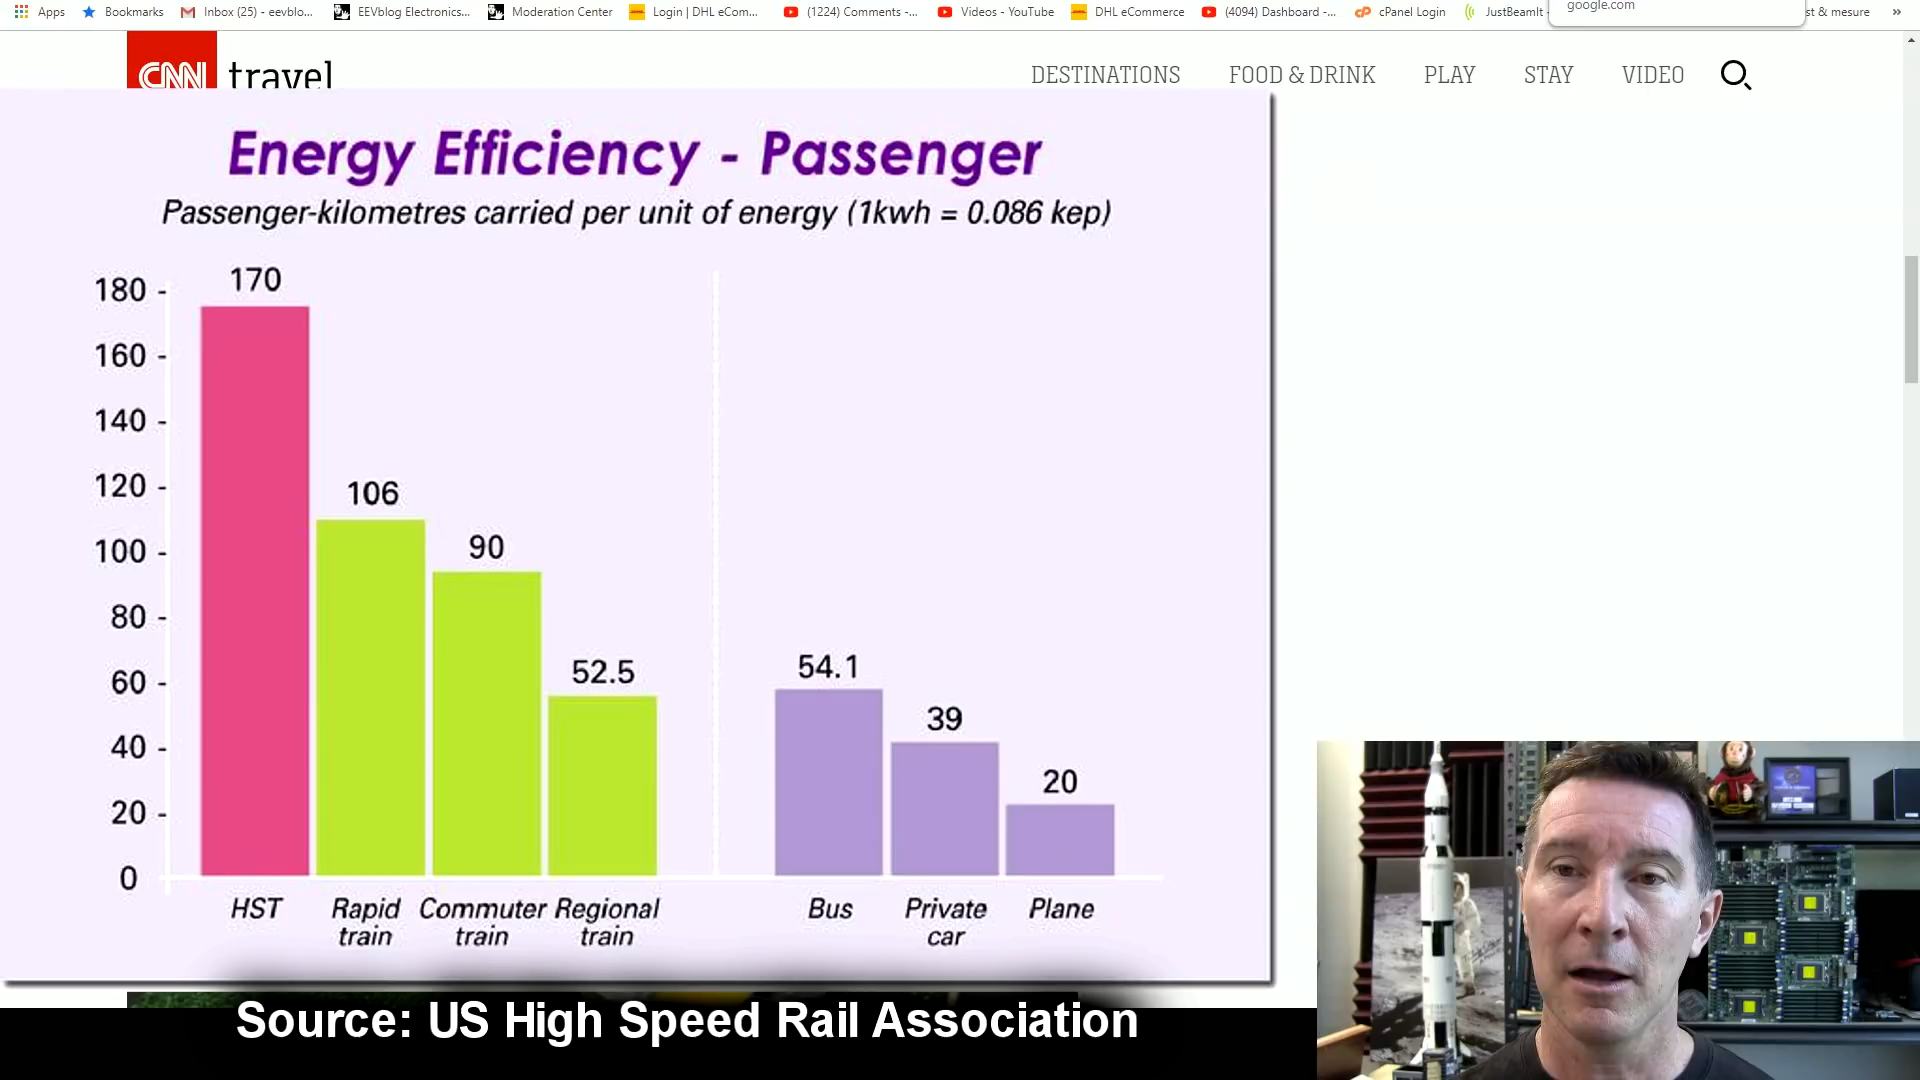 Apps Bookmarks Inbox (25) - eevblo... EEVblog Electronics... Moderation Center Login | DHL eCom... (1224) Comments -... Videos - YouTube DHL eCommerce (4094) Dashboard -... cPanel Login JustBeamIt - st & mesure »
google.com
CNN travel
DESTINATIONS FOOD & DRINK PLAY STAY VIDEO
Energy Efficiency - Passenger
Passenger-kilometres carried per unit of energy (1kwh = 0.086 kep)
180 -
160 -
140 -
120 -
100 -
80 -
60 -
40 -
20 -
0
170
106
90
52.5
54.1
39
20
HST
Rapid
train
Commuter
train
Regional
train
Bus
Private
car
Plane
Source: US High Speed Rail Association